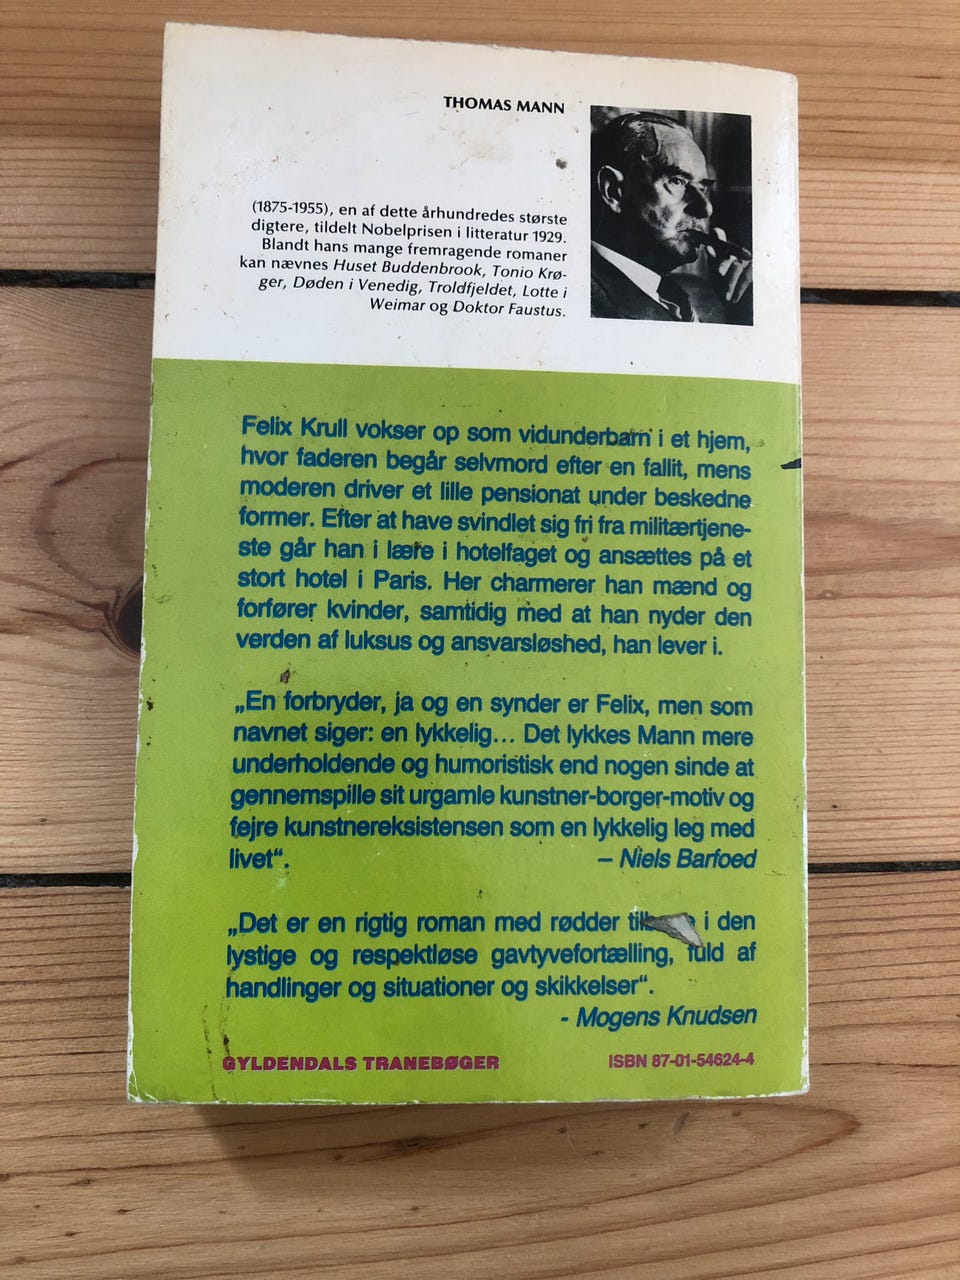 THOMAS MANN
(1875-1955), en af dette århundredes største
digtere, tildelt Nobelprisen i litteratur 1929.
Blandt hans mange fremragende romaner
kan nævnes Huset Buddenbrook, Tonio Krø-
ger, Døden i Venedig, Troldfjeldet, Lotte i
Weimar og Doktor Faustus.
Felix Krull vokser op som vidunderbarn i et hjem,
hvor faderen begår selvmord efter en fallit, mens
moderen driver et lille pensionat under beskedne
former. Efter at have svindlet sig fri fra militærtjene-
ste går han i lære i hotelfaget og ansættes på et
stort hotel i Paris. Her charmerer han mænd og
forfører kvinder, samtidig med at han nyder den
verden af luksus og ansvarsløshed, han lever i.
„En forbryder, ja og en synder er Felix, men som
navnet siger: en lykkelig... Det lykkes Mann mere
underholdende og humoristisk end nogen sinde at
gennemspille sit urgamle kunstner-borger-motiv og
fejre kunstnereksistensen som en lykkelig leg med
livet“. – Niels Barfoed
„Det er en rigtig roman med rødder i den
lystige og respektløse gavtyvefortælling, fuld af
handlinger og situationer og skikkelser“.
- Mogens Knudsen
GYLDENDALS TRANEBØGER ISBN 87-01-54624-4